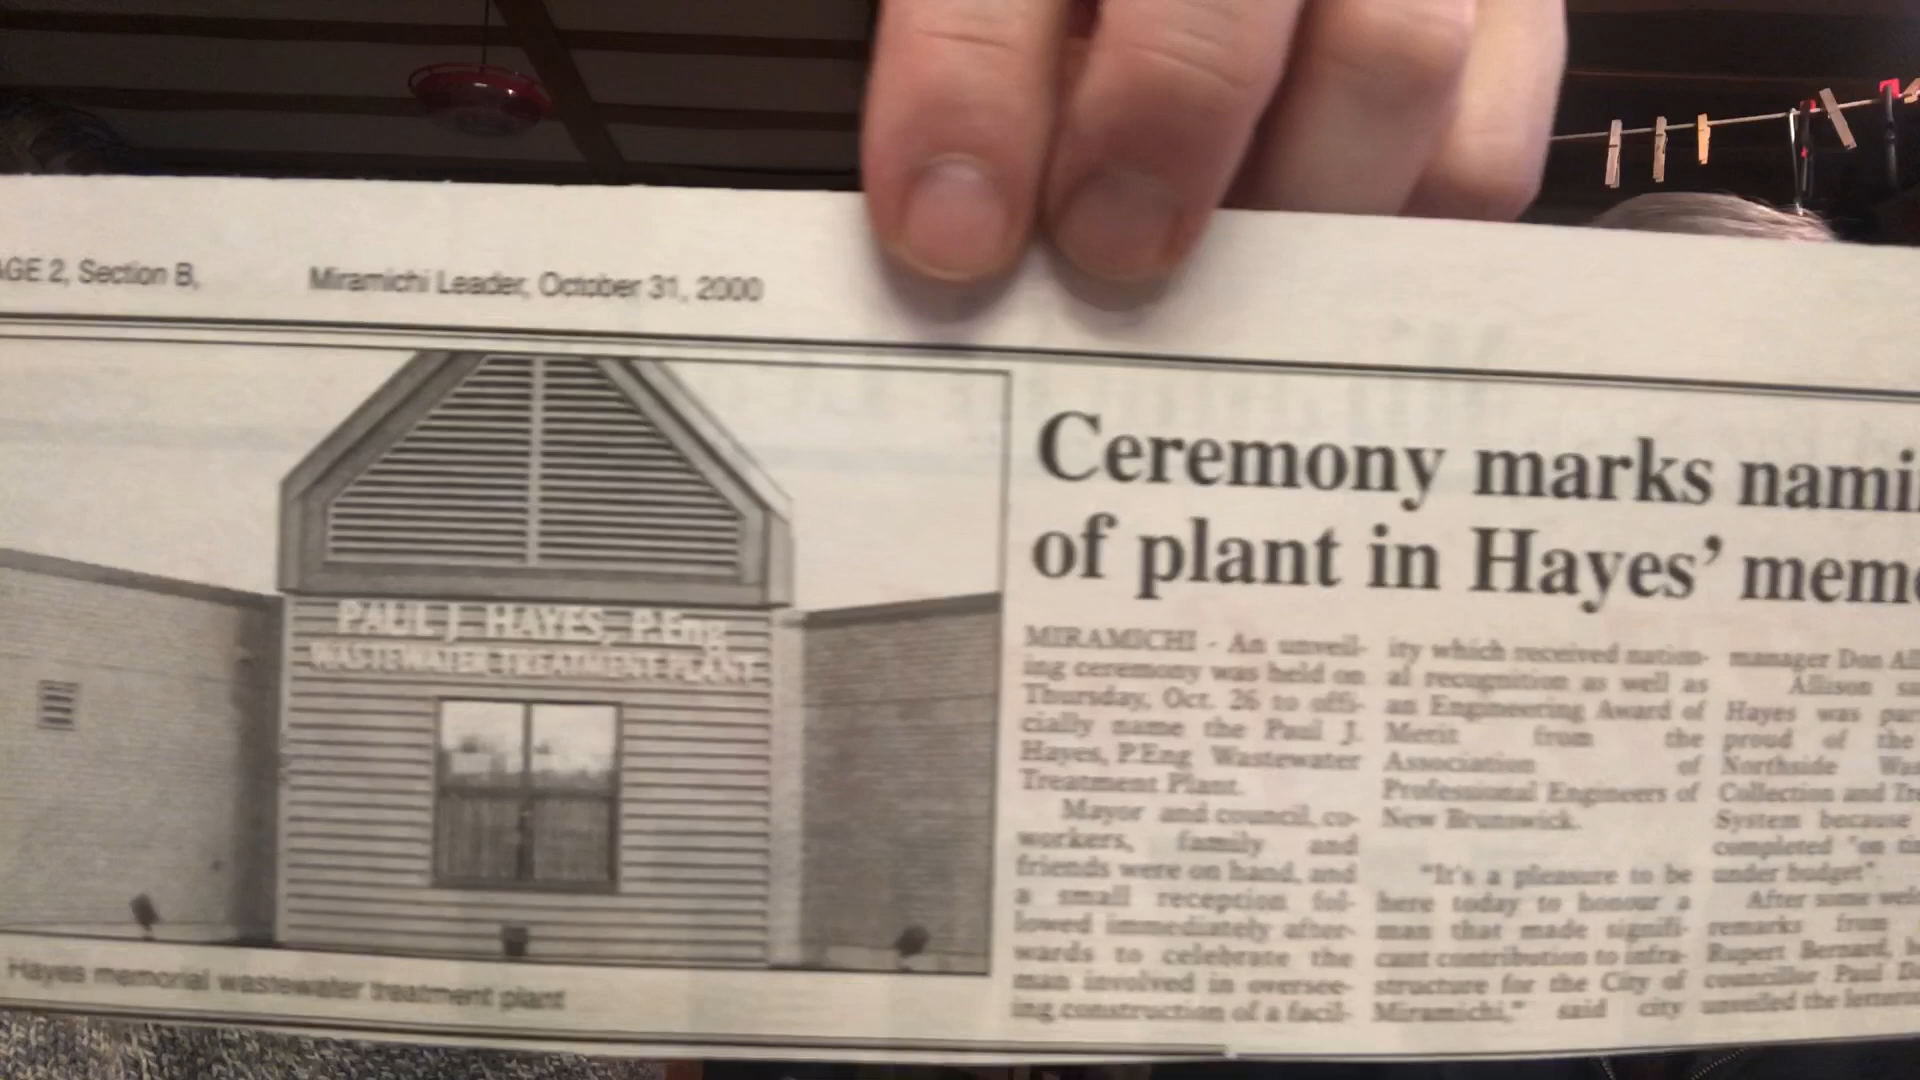 AGE 2, Section B,
Miramichi Leader, October 31, 2000
PAUL J. HAYES, P.Eng
WASTEWATER TREATMENT PLANT
Hayes memorial wastewater treatment plant
Ceremony marks nami
of plant in Hayes' mem
MIRAMICHI - An unveil-
ing ceremony was held on
Thursday, Oct. 26 to offi-
cially name the Paul J.
Hayes, P.Eng Wastewater
Treatment Plant.
Mayor and council, co-
workers, family and
friends were on hand, and
a small reception fol-
lowed immediately after-
wards to celebrate the
man involved in oversee-
ing construction of a facil-
ity which received nation-
al recognition as well as
an Engineering Award of
Merit from the
Association of
Professional Engineers of
New Brunswick.
"It's a pleasure to be
here today to honour a
man that made signifi-
cant contribution to infra-
structure for the City of
Miramichi," said city
manager Don All
Allison sa
Hayes was par
proud of the
Northside Was
Collection and Tre
System because
completed "on tim
under budget".
After some wel
remarks from
Rupert Bernard,
councillor Paul D
unveiled the letteri